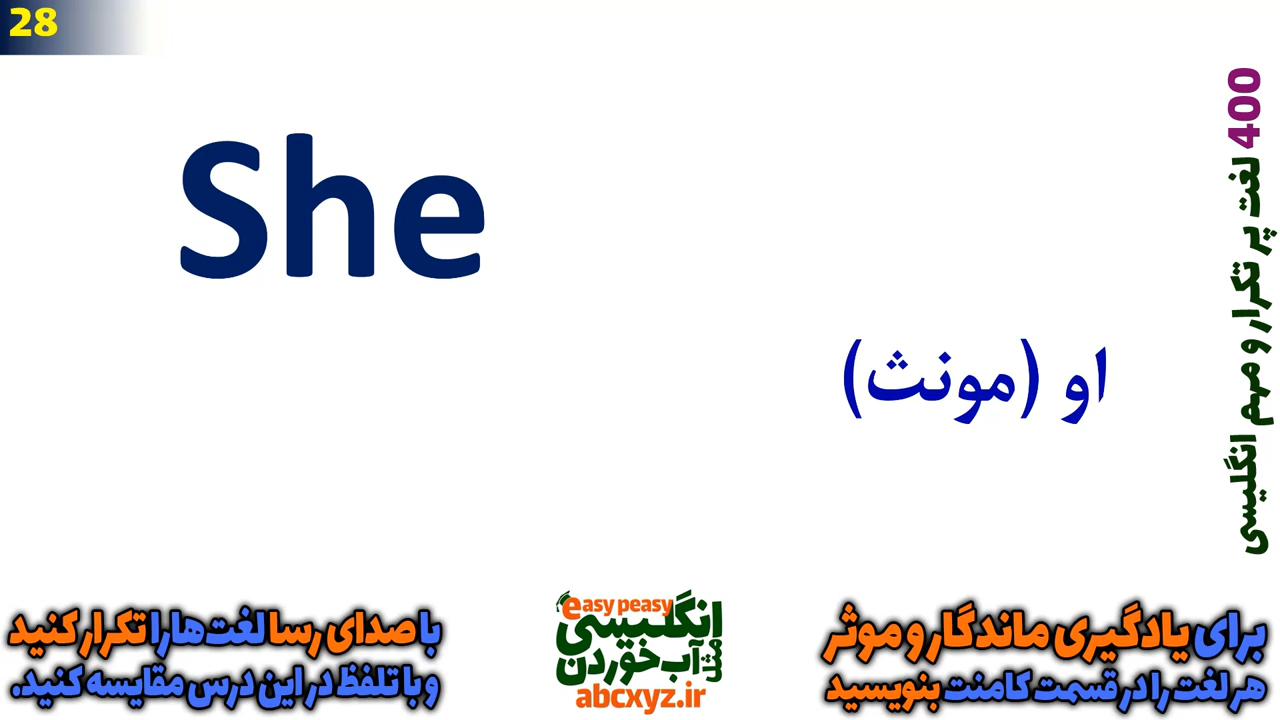 28
She
او (مونث)
400 لغت پر تکرار و مهم انگلیسی
برای یادگیری ماندگار و موثر
هر لغت را در قسمت کامنت بنویسید
easy peasy
انگلیسی
مثل آب خوردن
abcxyz.ir
با صدای رسا لغت‌ها را تکرار کنید
و با تلفظ در این درس مقایسه کنید.